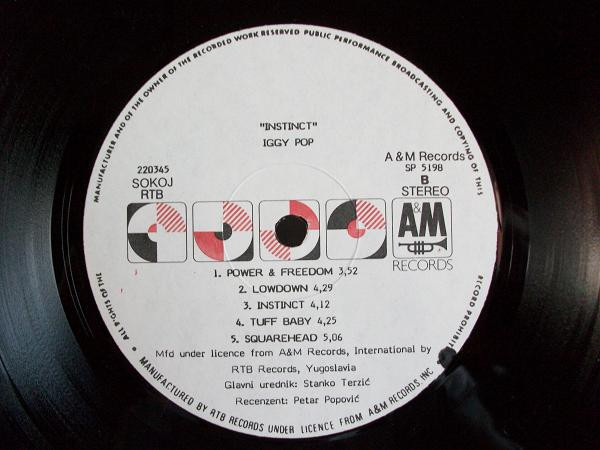 MANUFACTURER AND OF THE OWNER OF THE RECORDED WORK RESERVED PUBLIC PERFORMANCE BROADCASTING AND COPYING OF THIS
"INSTINCT"
IGGY POP
220345
SOKOJ
RTB
A & M Records
SP 5198
B
STEREO
A&M
RECORDS
1. POWER & FREEDOM 3,52
2. LOWDOWN 4,29
3. INSTINCT 4,12
4. TUFF BABY 4,25
5. SQUAREHEAD 5,06
Mfd under licence from A&M Records, International by
RTB Records, Yugoslavia
Glavni urednik: Stanko Terzić
Recenzent: Petar Popović
RECORD PROHIBIT
OF THE
• MANUFACTURED BY RTB RECORDS UNDER LICENCE FROM A&M RECORDS, INC